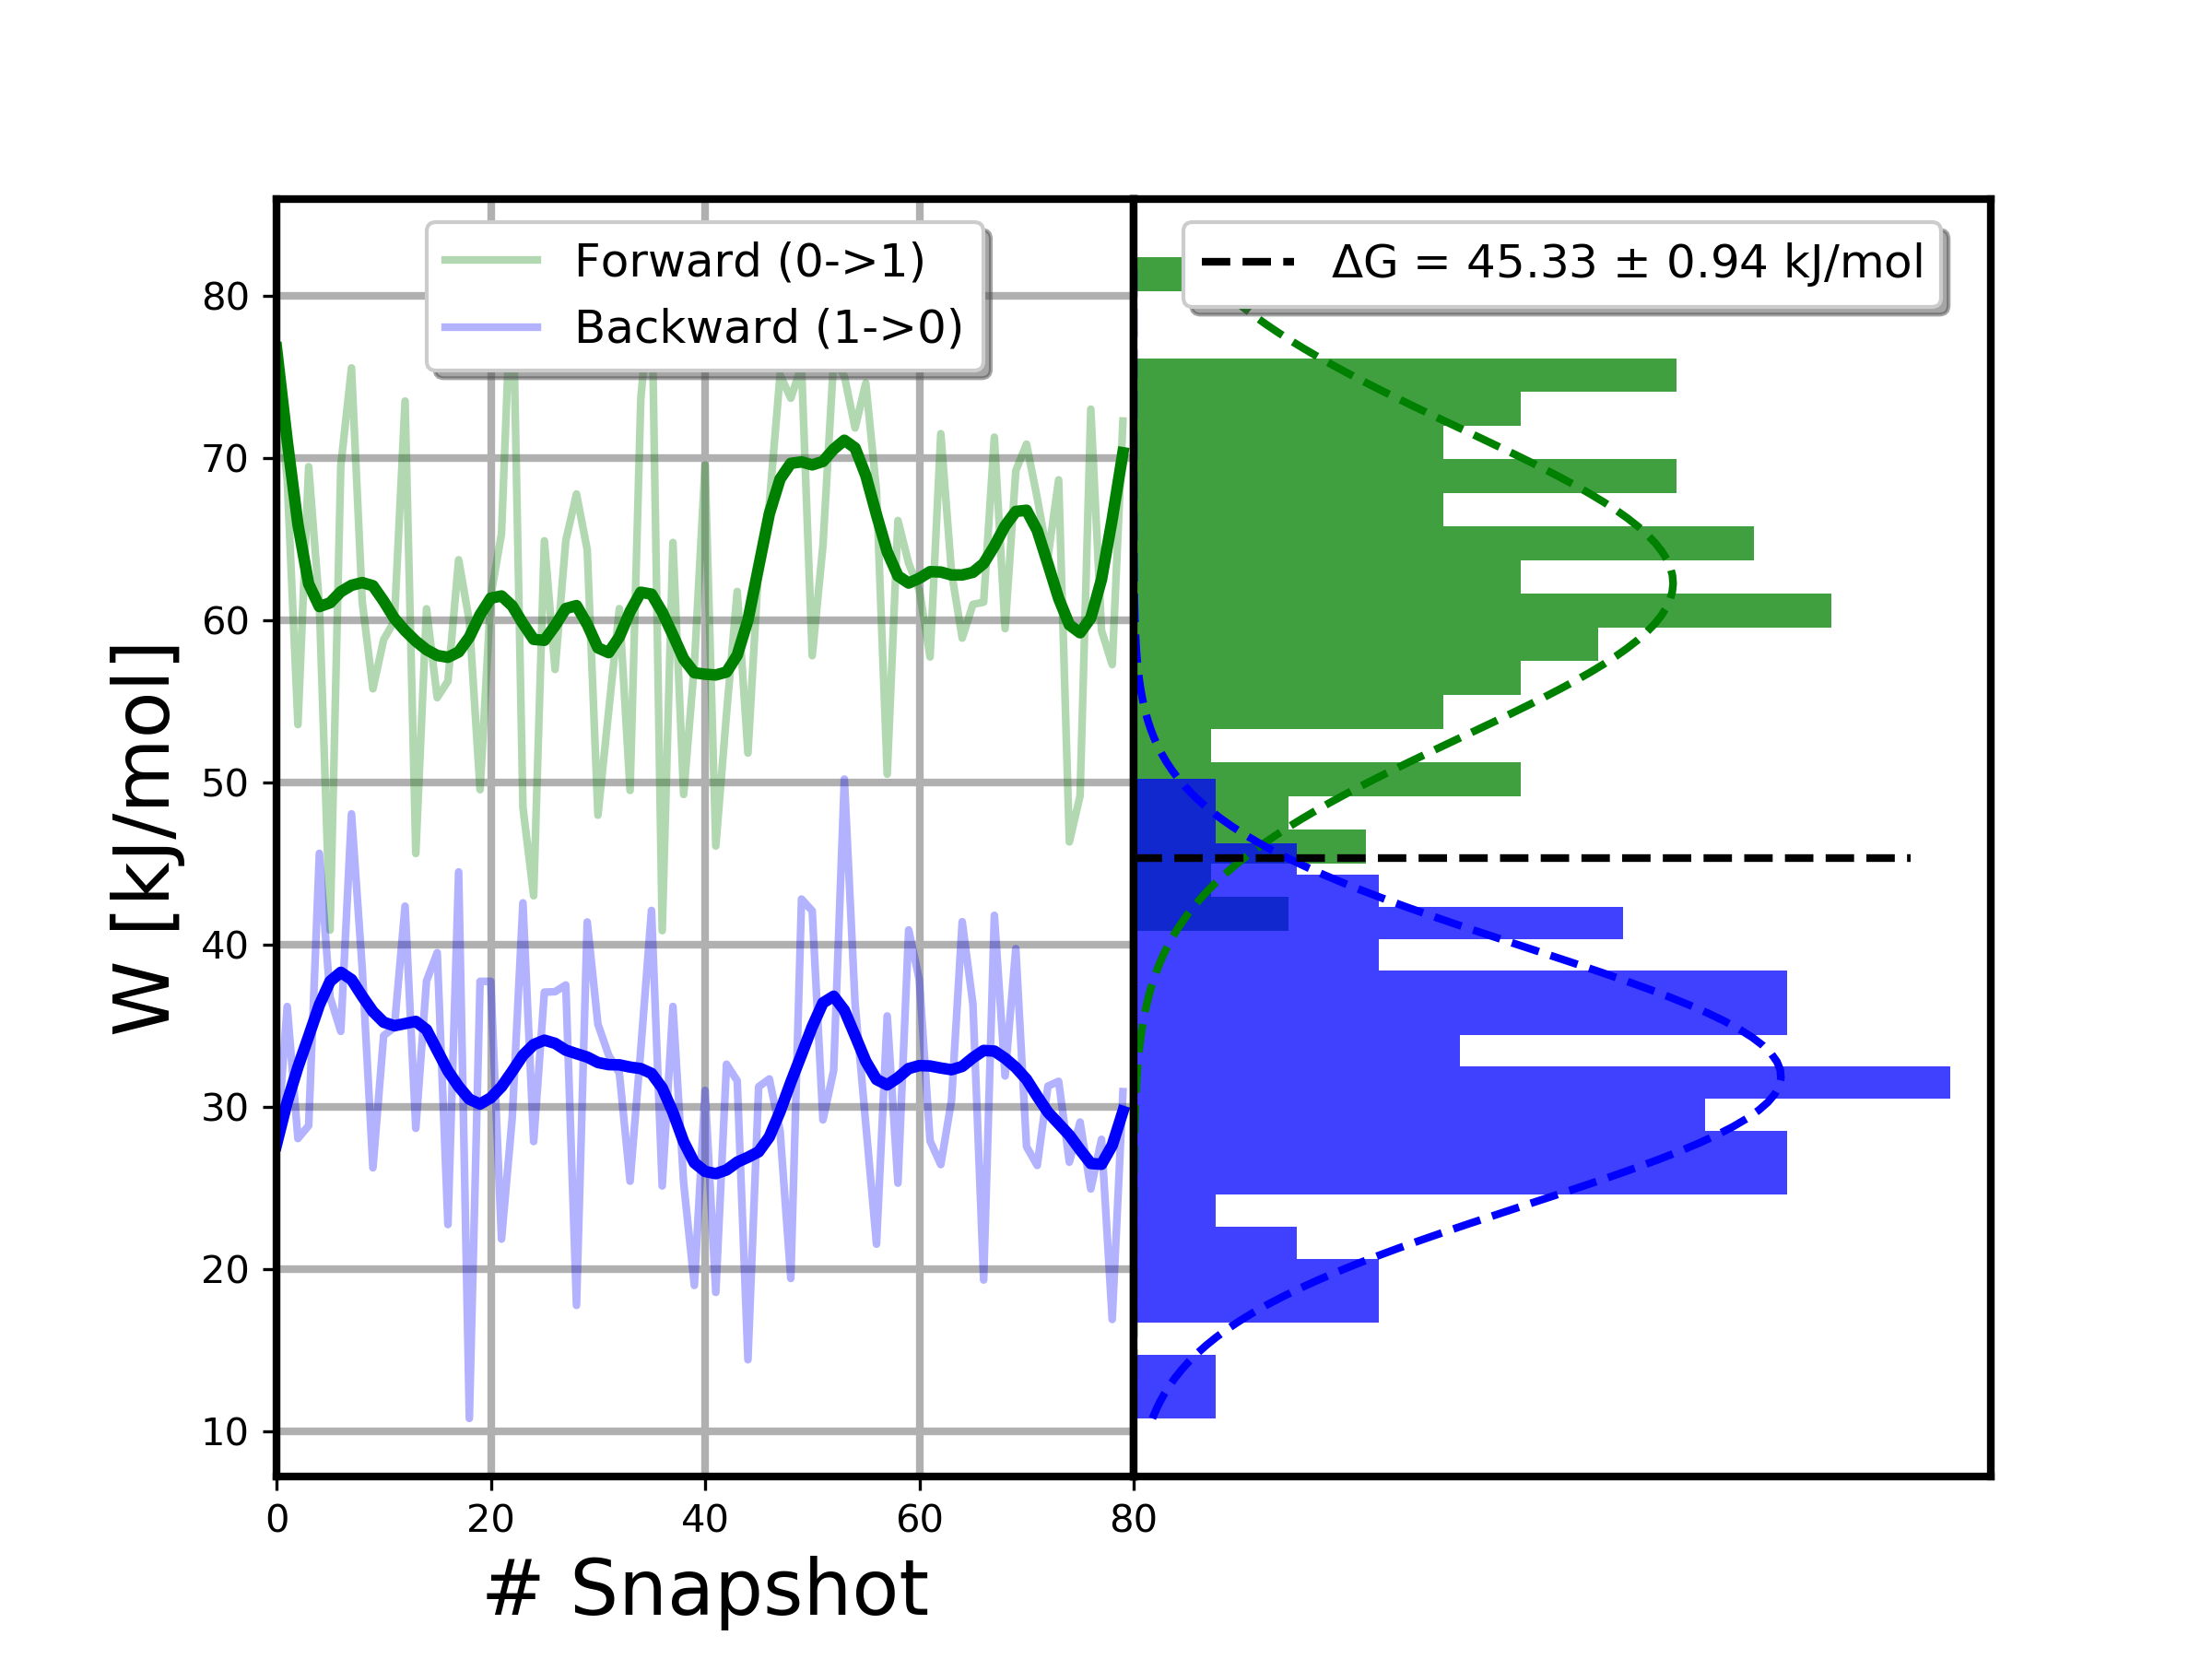 Forward (0->1)
Backward (1->0)
ΔG = 45.33 ± 0.94 kJ/mol
W [kJ/mol]
80
70
60
50
40
30
20
10
0 20 40 60 80
# Snapshot